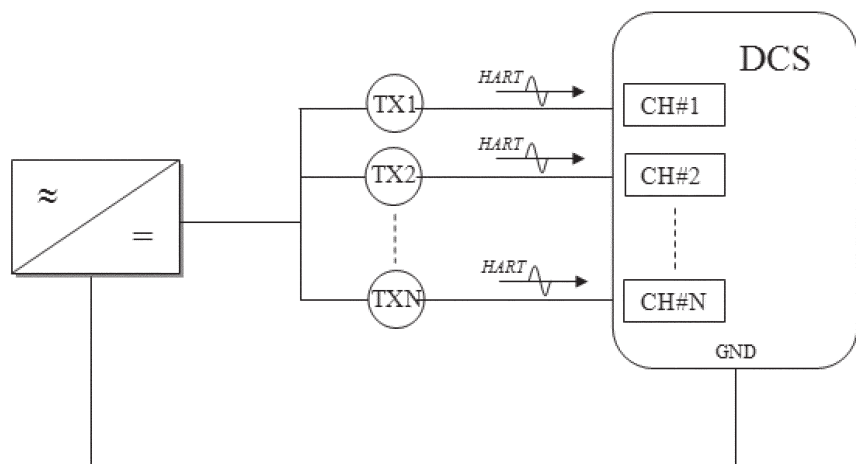 DCS
HART
TX1
CH#1
HART
TX2
CH#2
≈
=
HART
TXN
CH#N
GND